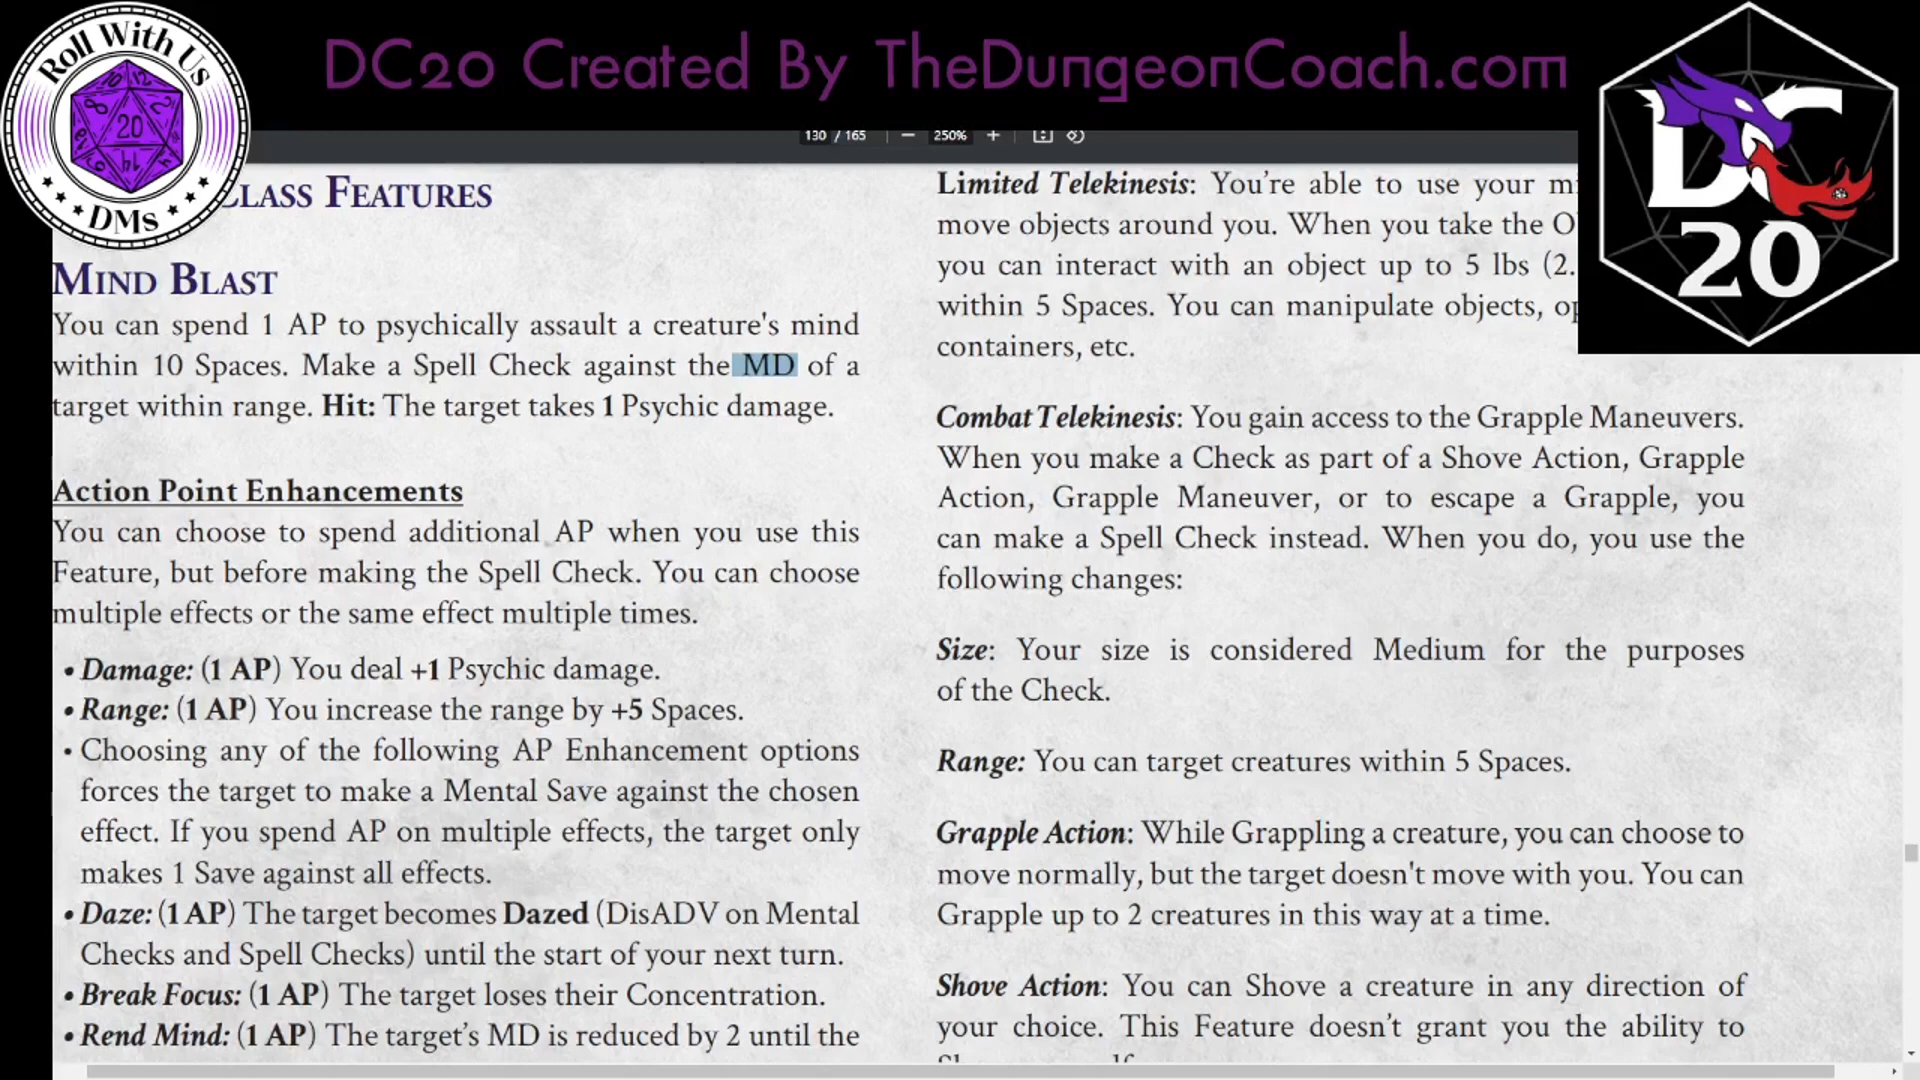 Roll With Us
20
DMs
DC20 Created By TheDungeonCoach.com
DC
20
130 / 165
250%
CLASS FEATURES
MIND BLAST
You can spend 1 AP to psychically assault a creature's mind
within 10 Spaces. Make a Spell Check against the MD of a
target within range. Hit: The target takes 1 Psychic damage.
Action Point Enhancements
You can choose to spend additional AP when you use this
Feature, but before making the Spell Check. You can choose
multiple effects or the same effect multiple times.
• Damage: (1 AP) You deal +1 Psychic damage.
• Range: (1 AP) You increase the range by +5 Spaces.
• Choosing any of the following AP Enhancement options
forces the target to make a Mental Save against the chosen
effect. If you spend AP on multiple effects, the target only
makes 1 Save against all effects.
• Daze: (1 AP) The target becomes Dazed (DisADV on Mental
Checks and Spell Checks) until the start of your next turn.
• Break Focus: (1 AP) The target loses their Concentration.
• Rend Mind: (1 AP) The target's MD is reduced by 2 until the
Limited Telekinesis: You're able to use your
move objects around you. When you take the
you can interact with an object up to 5 lbs (2.
within 5 Spaces. You can manipulate objects,
containers, etc.
Combat Telekinesis: You gain access to the Grapple Maneuvers.
When you make a Check as part of a Shove Action, Grapple
Action, Grapple Maneuver, or to escape a Grapple, you
can make a Spell Check instead. When you do, you use the
following changes:
Size: Your size is considered Medium for the purposes
of the Check.
Range: You can target creatures within 5 Spaces.
Grapple Action: While Grappling a creature, you can choose to
move normally, but the target doesn't move with you. You can
Grapple up to 2 creatures in this way at a time.
Shove Action: You can Shove a creature in any direction of
your choice. This Feature doesn't grant you the ability to